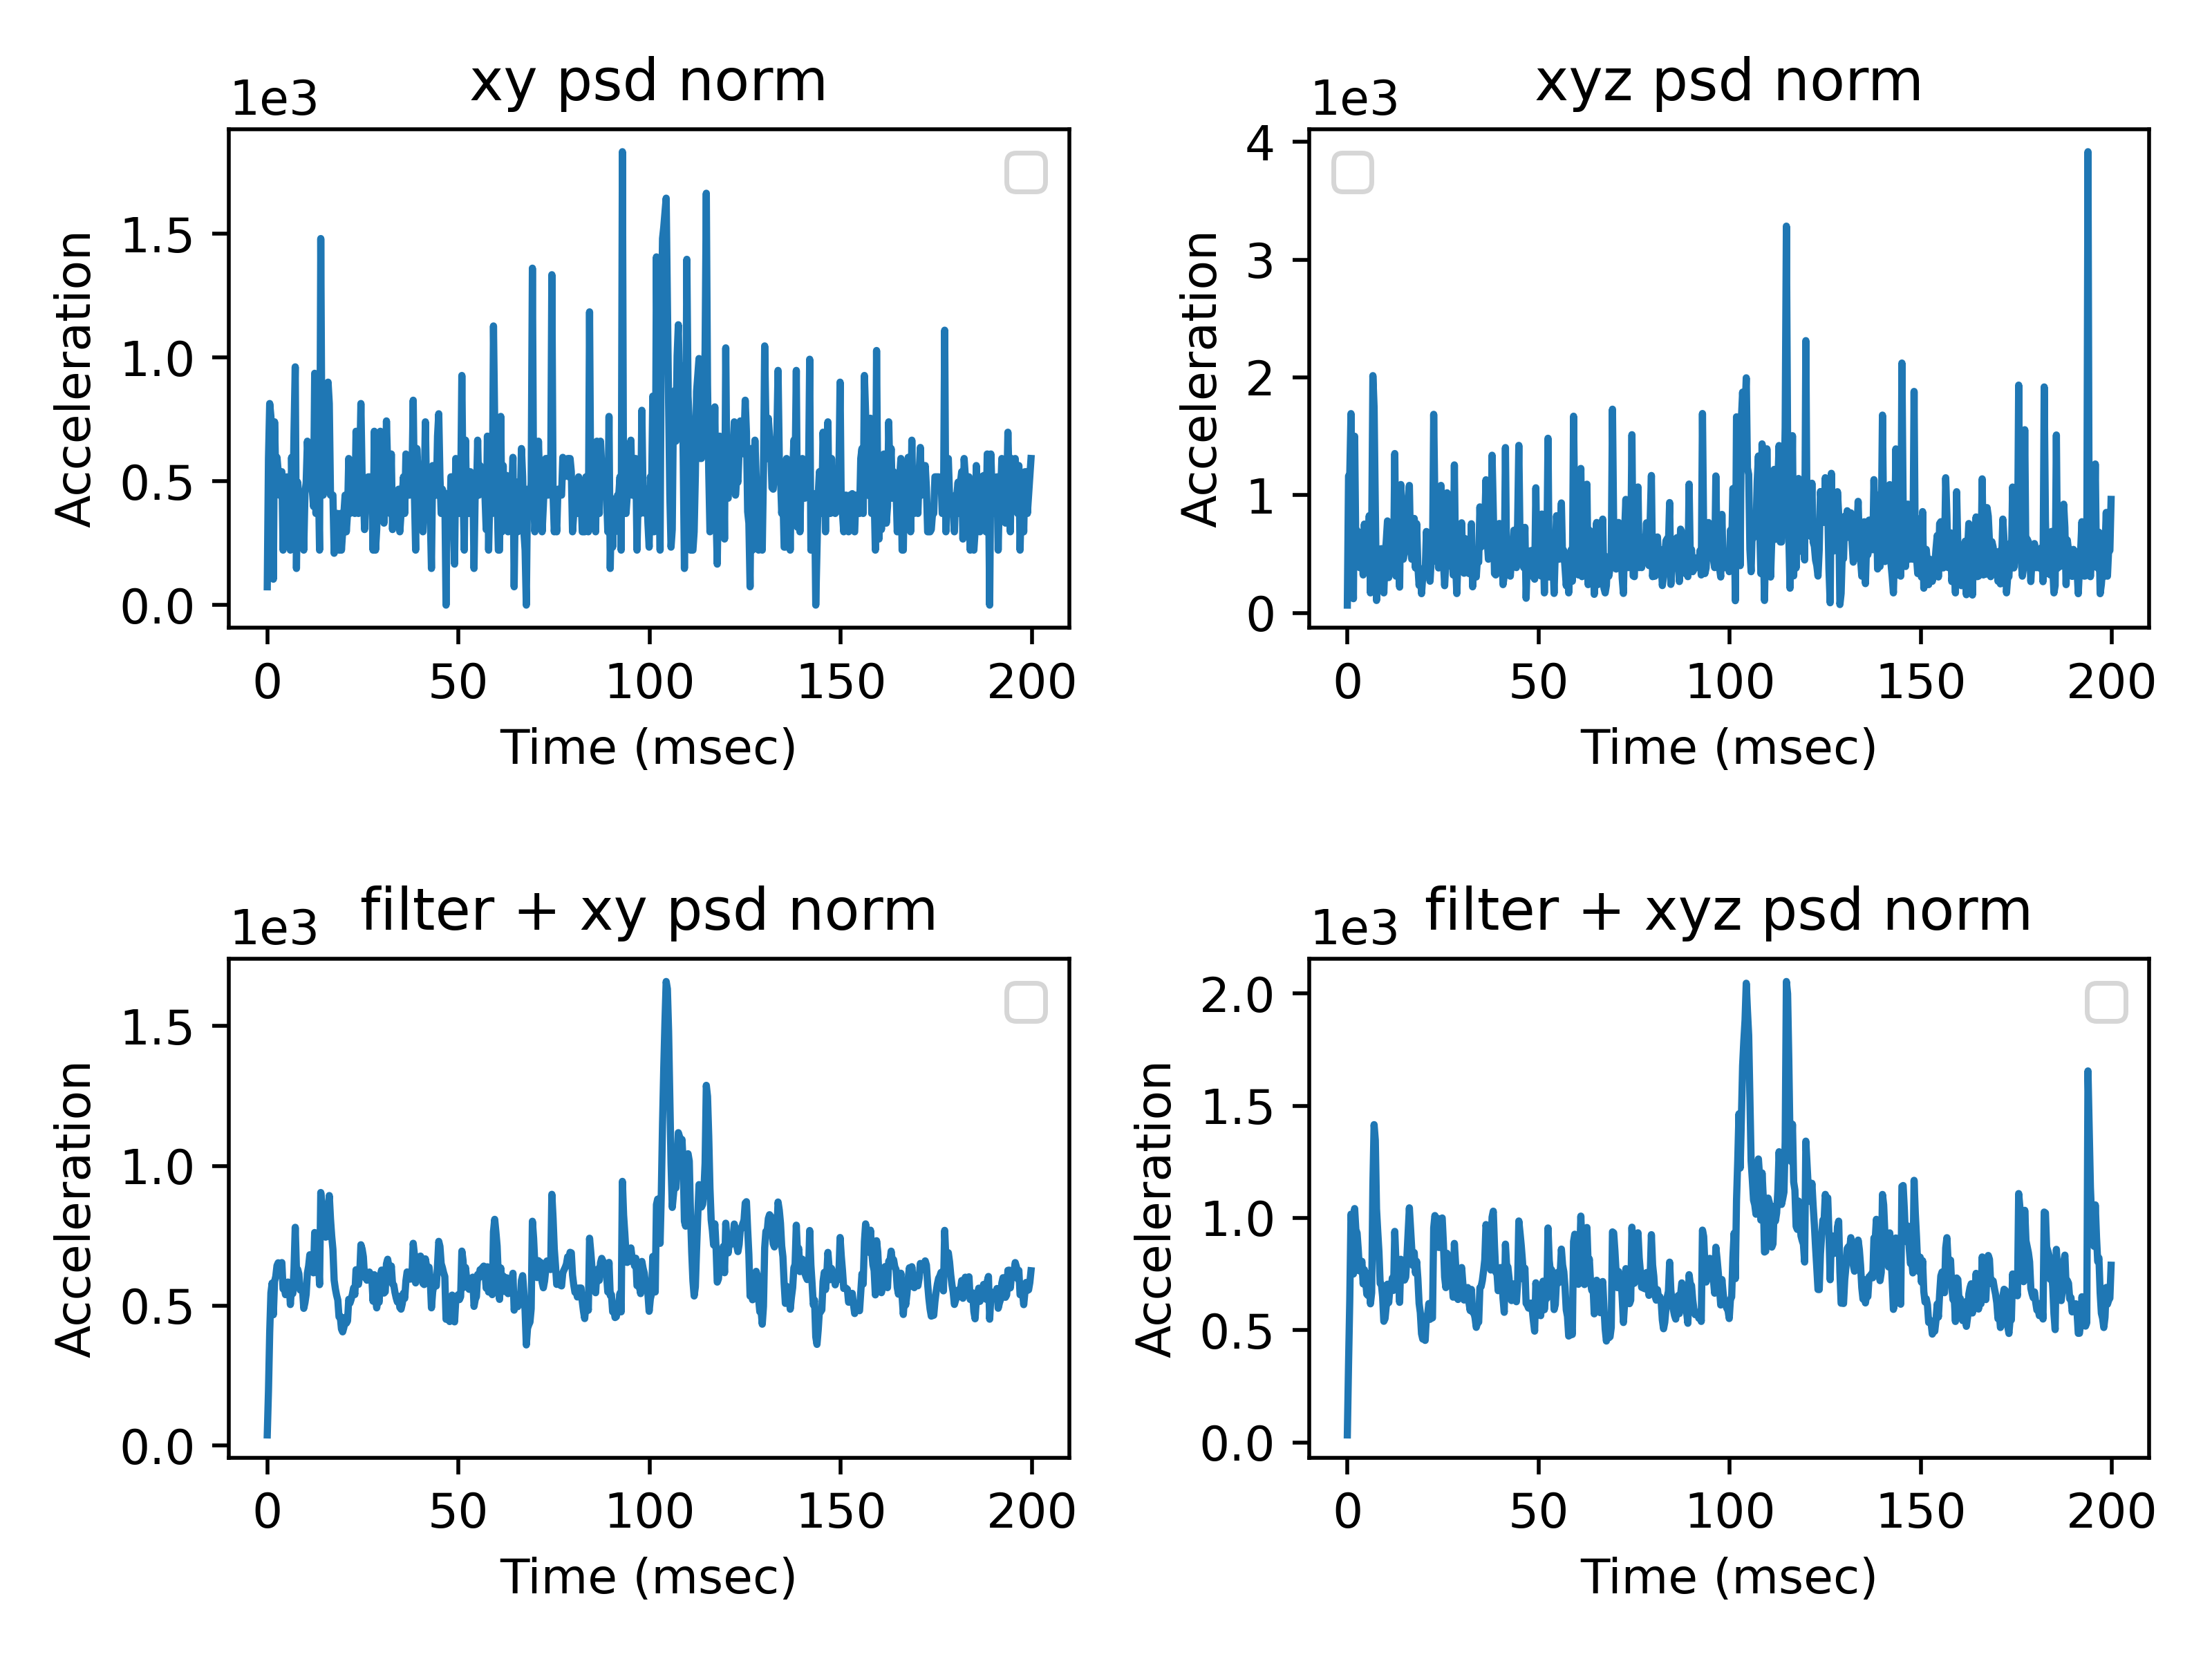 xy psd norm
1e3
Acceleration
1.5
1.0
0.5
0.0
0 50 100 150 200
Time (msec)
xyz psd norm
1e3
Acceleration
4
3
2
1
0
0 50 100 150 200
Time (msec)
filter + xy psd norm
1e3
Acceleration
1.5
1.0
0.5
0.0
0 50 100 150 200
Time (msec)
filter + xyz psd norm
1e3
Acceleration
2.0
1.5
1.0
0.5
0.0
0 50 100 150 200
Time (msec)